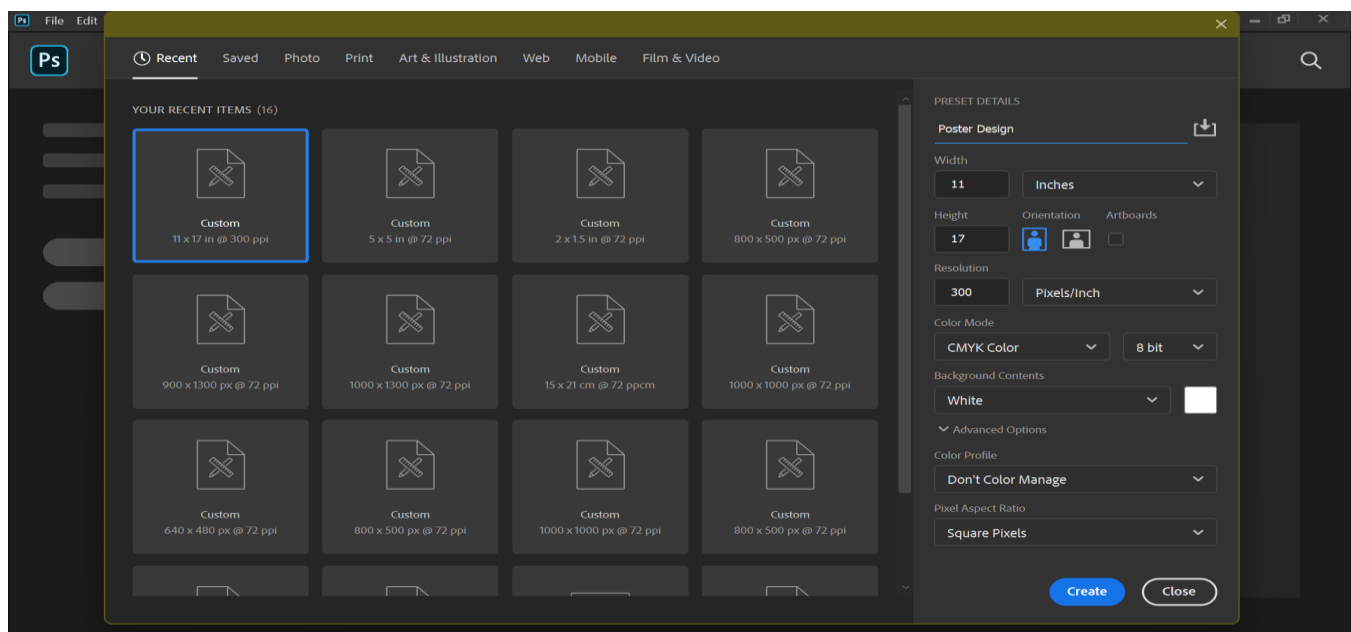 Ps File Edit
Ps
Recent Saved Photo Print Art & Illustration Web Mobile Film & Video
YOUR RECENT ITEMS (16)
Custom
11 x 17 in @ 300 ppi
Custom
5 x 5 in @ 72 ppi
Custom
2 x 1.5 in @ 72 ppi
Custom
800 x 500 px @ 72 ppi
Custom
900 x 1300 px @ 72 ppi
Custom
1000 x 1300 px @ 72 ppi
Custom
15 x 21 cm @ 72 ppcm
Custom
1000 x 1000 px @ 72 ppi
Custom
640 x 480 px @ 72 ppi
Custom
800 x 500 px @ 72 ppi
Custom
1000 x 1000 px @ 72 ppi
Custom
800 x 500 px @ 72 ppi
PRESET DETAILS
Poster Design
Width
11 Inches
Height Orientation Artboards
17
Resolution
300 Pixels/Inch
Color Mode
CMYK Color 8 bit
Background Contents
White
Advanced Options
Color Profile
Don't Color Manage
Pixel Aspect Ratio
Square Pixels
Create Close